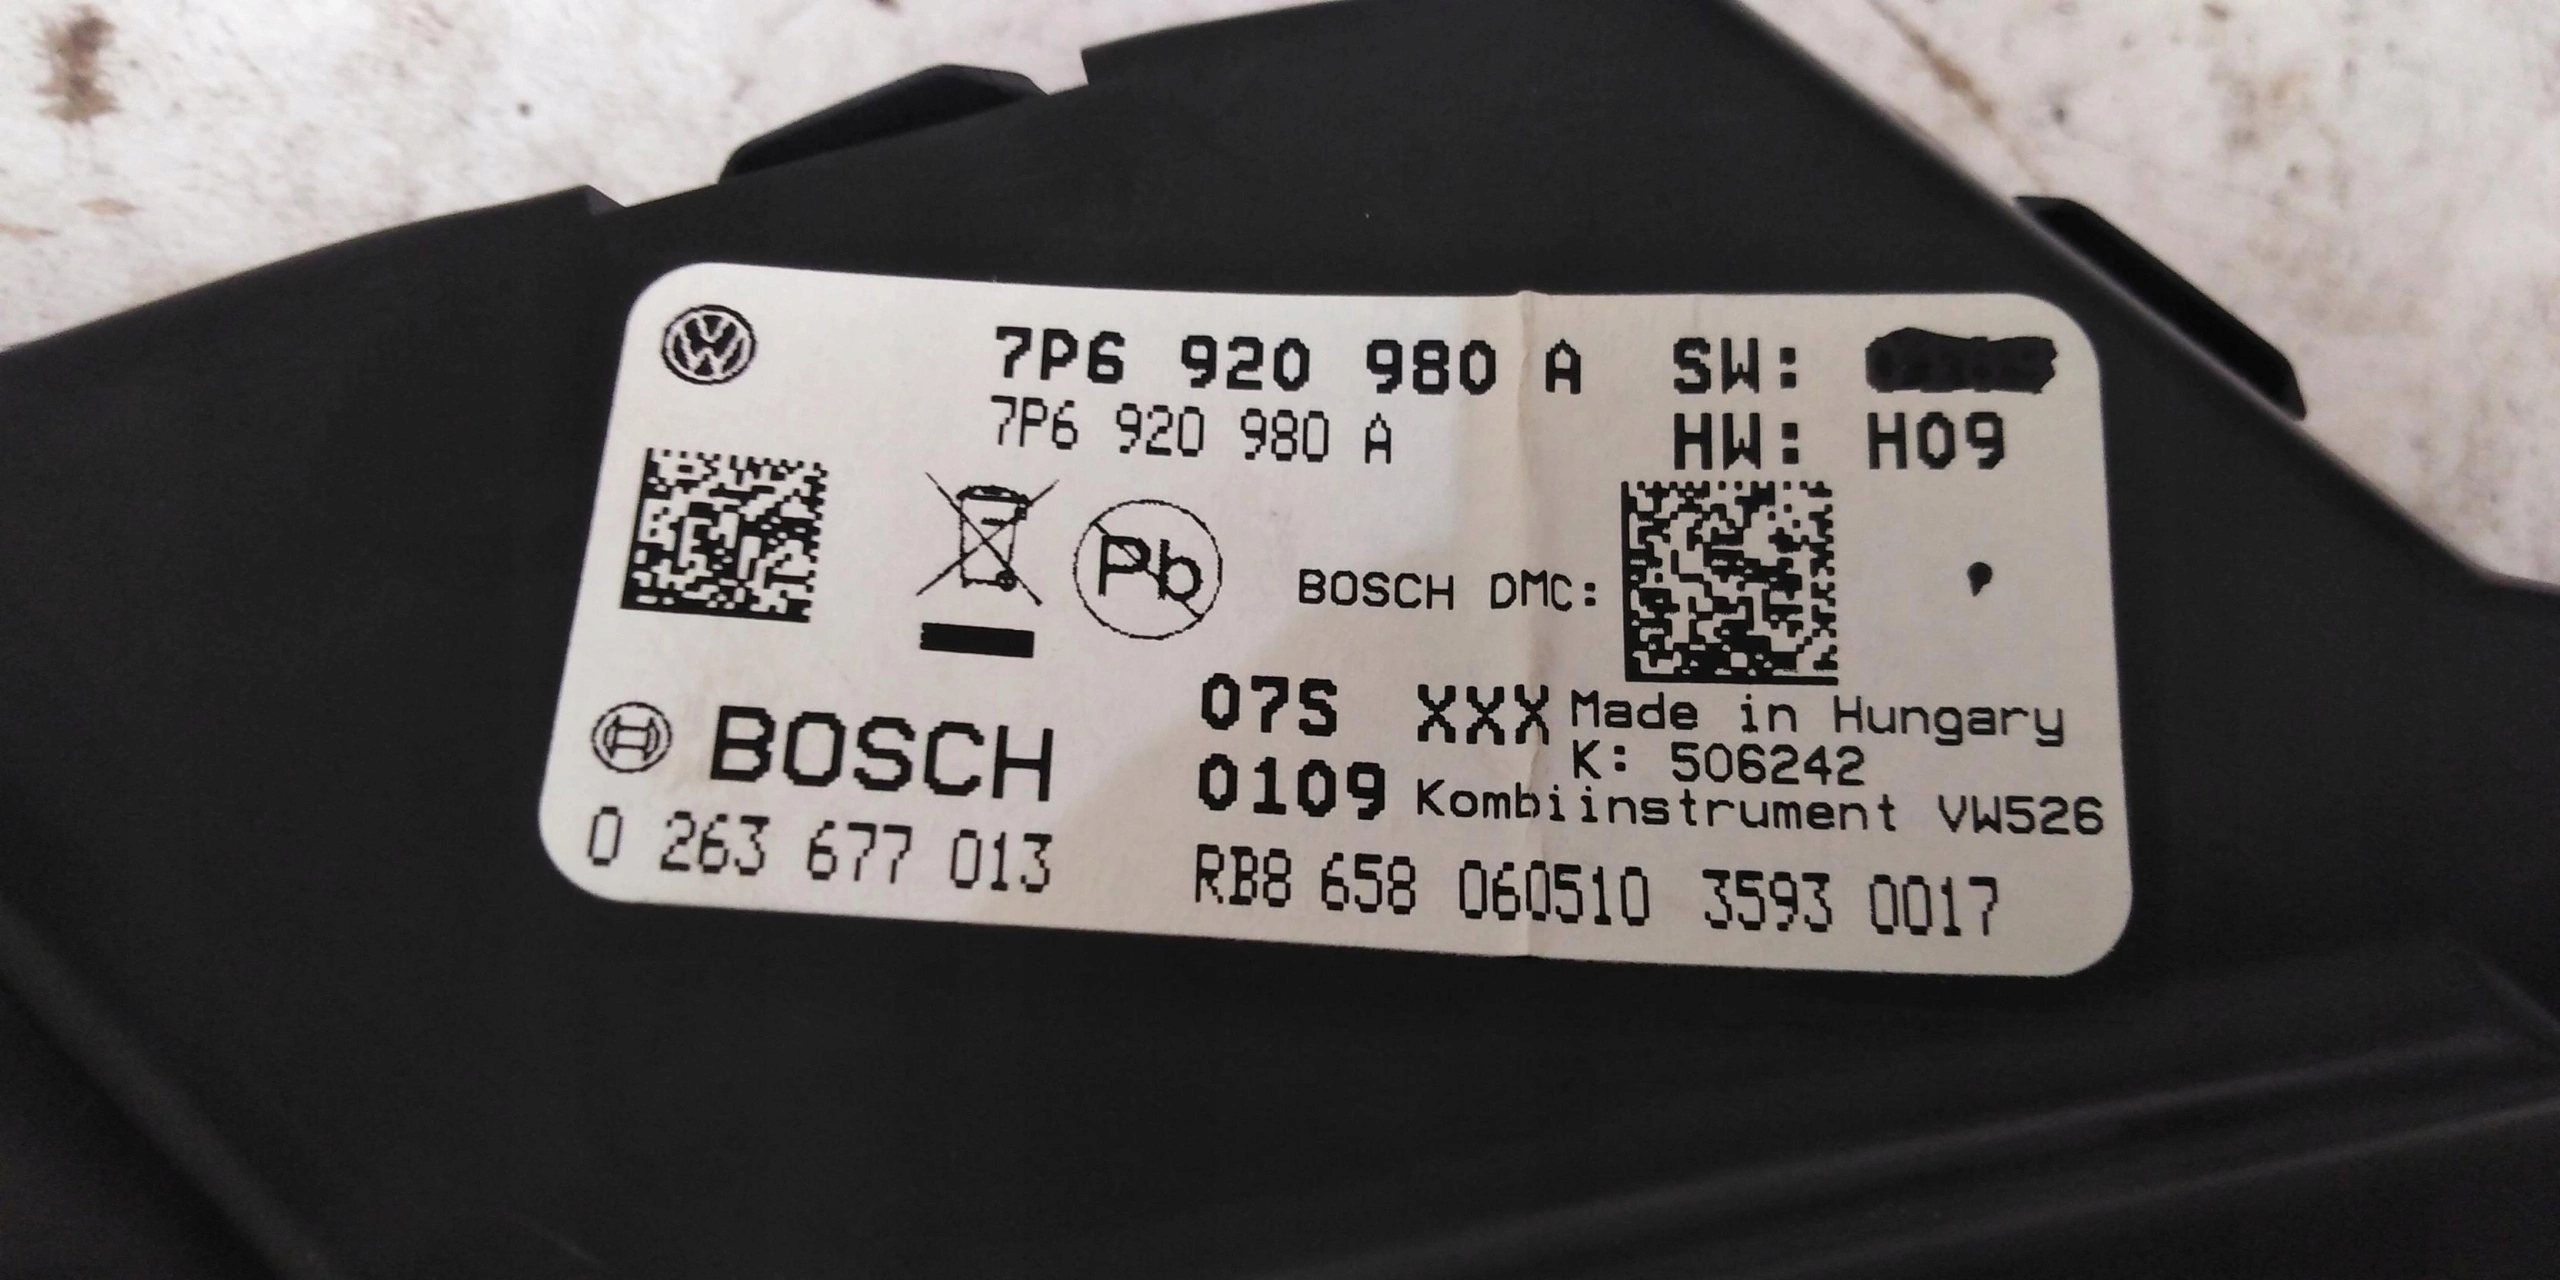 7P6 920 980 A SW:
7P6 920 980 A HW: H09
Pb
BOSCH DMC:
07S XXX Made in Hungary
K: 506242
BOSCH 0109 Kombiinstrument VW526
0 263 677 013 RB8 658 060510 3593 0017